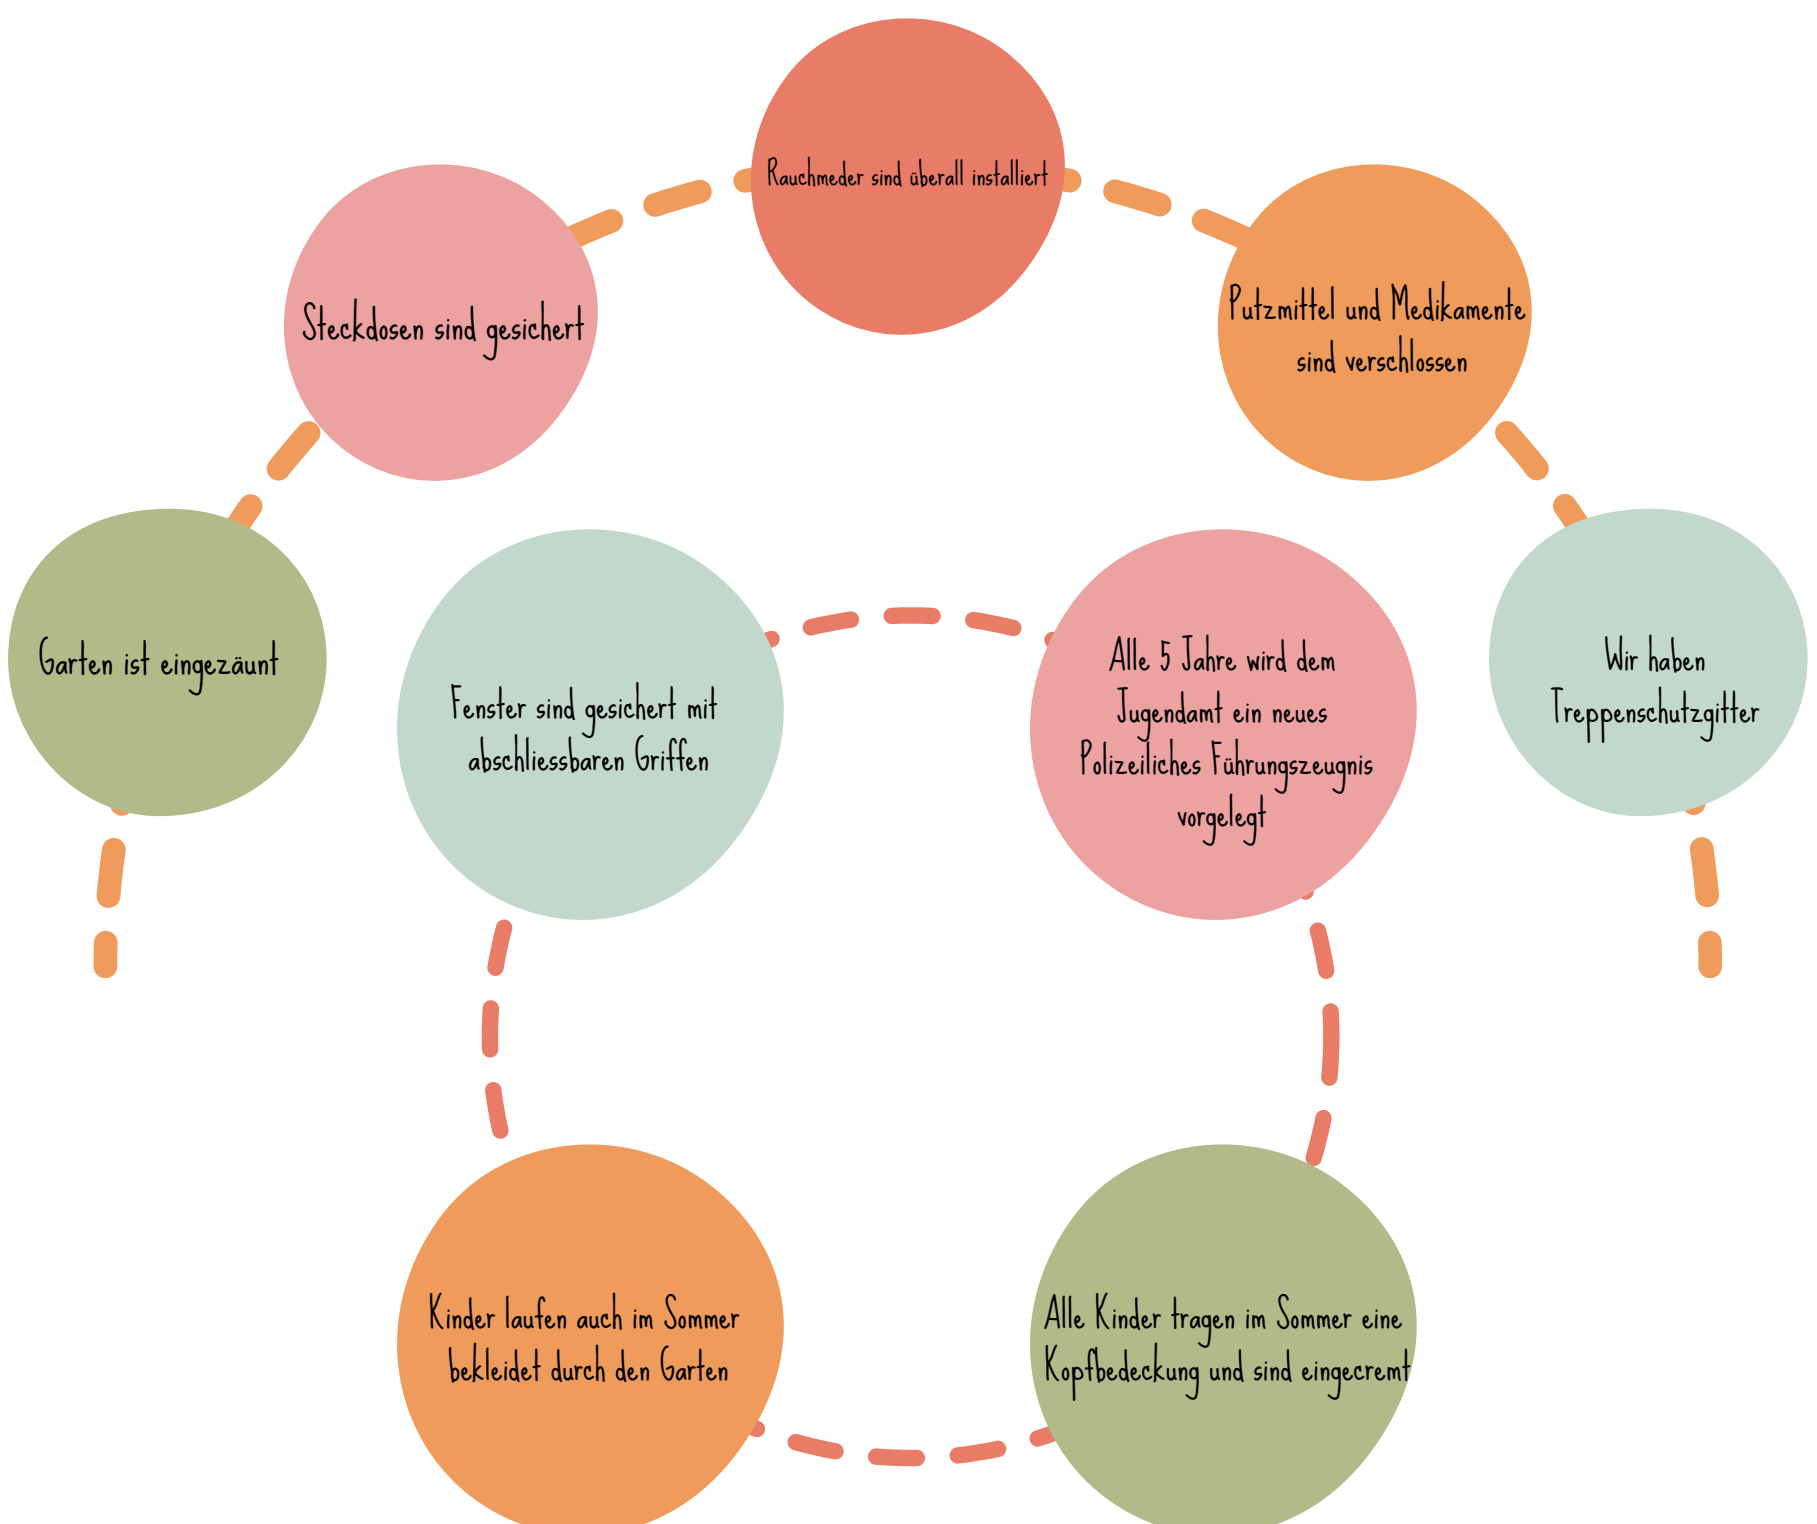 Rauchmeder sind überall installiert
Steckdosen sind gesichert
Putzmittel und Medikamente
sind verschlossen
Garten ist eingezäunt
Fenster sind gesichert mit
abschliessbaren Griffen
Alle 5 Jahre wird dem
Jugendamt ein neues
Polizeiliches Führungszeugnis
vorgelegt
Wir haben
Treppenschutzgitter
Kinder laufen auch im Sommer
bekleidet durch den Garten
Alle Kinder tragen im Sommer eine
Kopfbedeckung und sind eingecremt